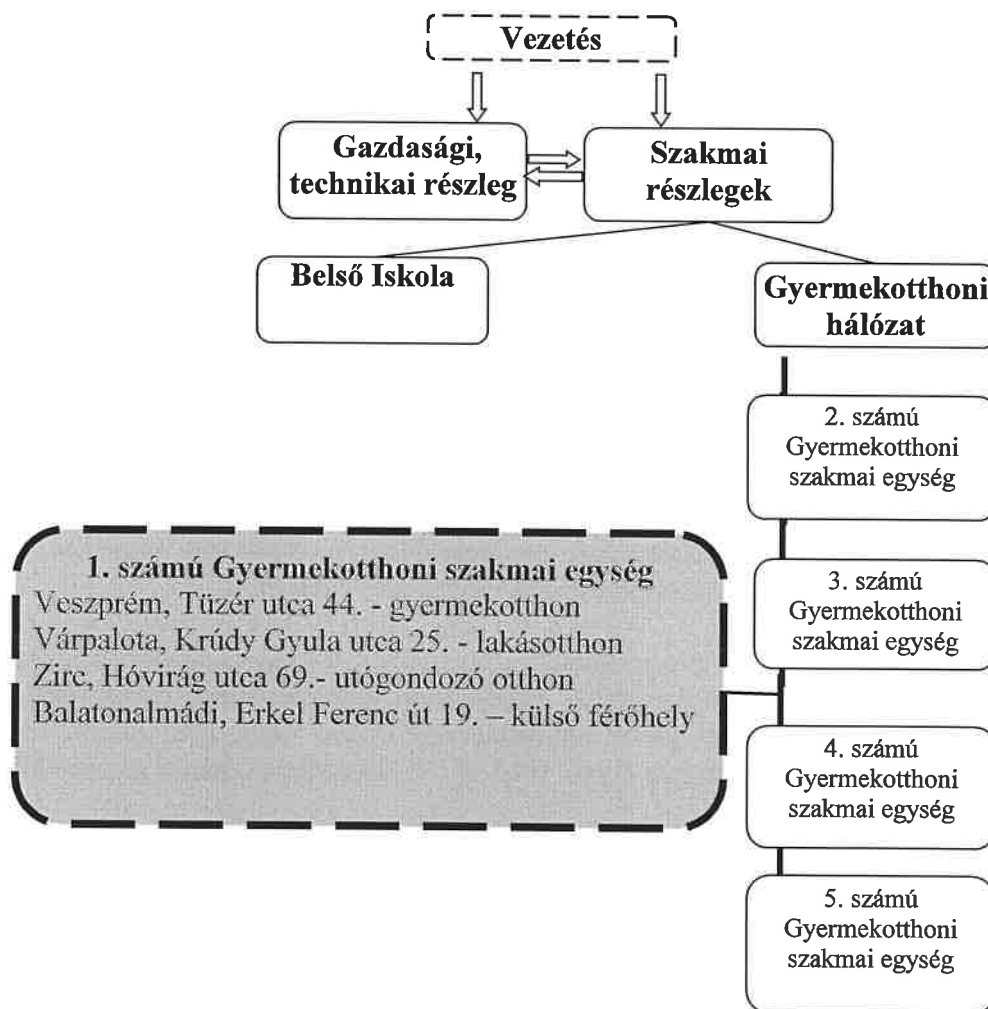 Vezetés
Gazdasági,
technikai részleg
Szakmai
részlegek
Belső Iskola
Gyermekotthoni
hálózat
2. számú
Gyermekotthoni
szakmai egység
1. számú Gyermekotthoni szakmai egység
Veszprém, Tüzér utca 44. - gyermekotthon
Várpalota, Krúdy Gyula utca 25. - lakásotthon
Zirc, Hóvirág utca 69.- utógondozó otthon
Balatonalmádi, Erkel Ferenc út 19. – külső férőhely
3. számú
Gyermekotthoni
szakmai egység
4. számú
Gyermekotthoni
szakmai egység
5. számú
Gyermekotthoni
szakmai egység